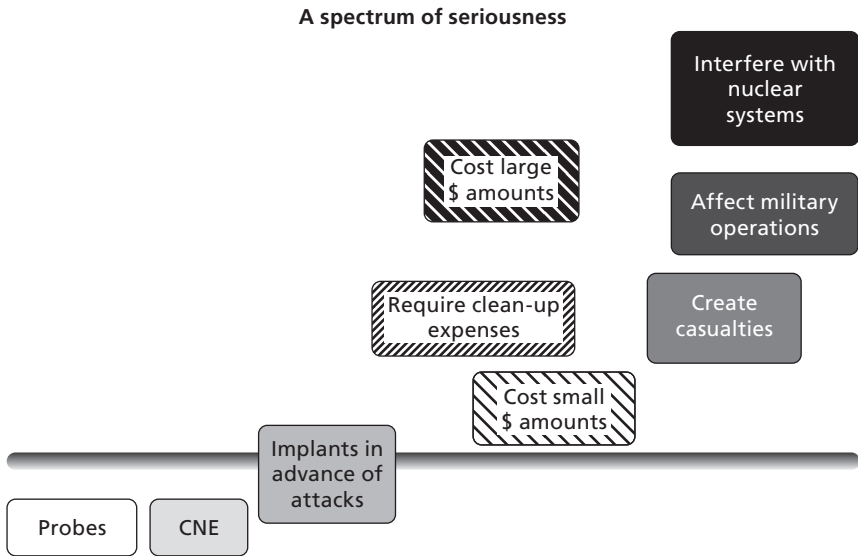 A spectrum of seriousness
Interfere with
nuclear
systems
Cost large
$ amounts
Affect military
operations
Require clean-up
expenses
Create
casualties
Cost small
$ amounts
Implants in
advance of
attacks
Probes
CNE